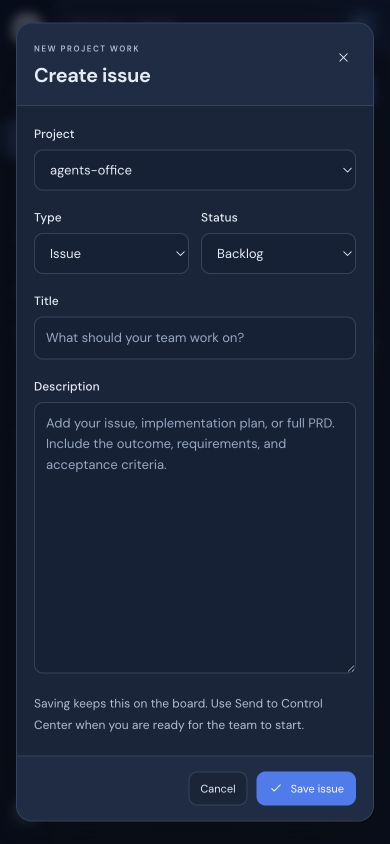 NEW PROJECT WORK
Create issue
Project
agents-office
Type
Status
Issue
Backlog
Title
What should your team work on?
Description
Add your issue, implementation plan, or full PRD.
Include the outcome, requirements, and
acceptance criteria.
Saving keeps this on the board. Use Send to Control
Center when you are ready for the team to start.
Cancel
Save issue